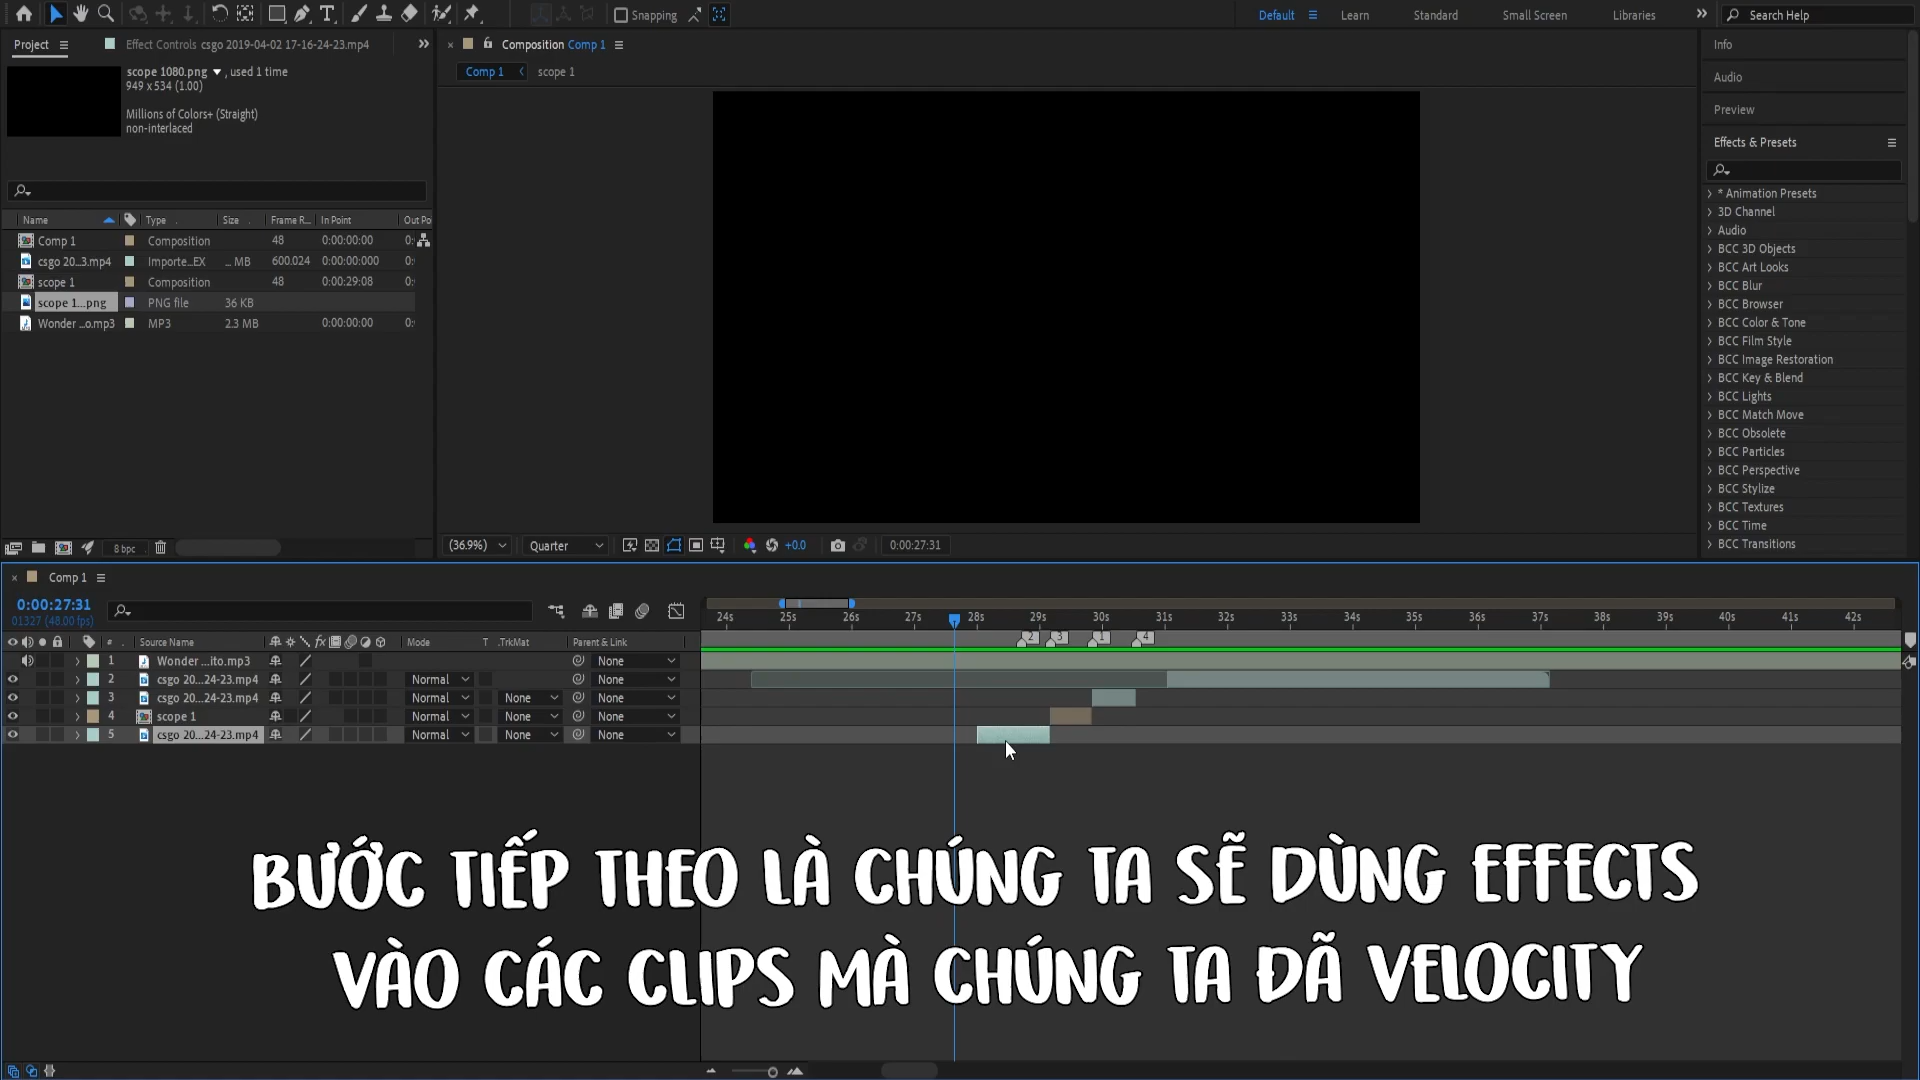 Snapping
Default
Learn
Standard
Small Screen
Libraries
Search Help
Project
Effect Controls csgo 2019-04-02 17-16-24-23.mp4
scope 1080.png , used 1 time
949 x 534 (1.00)
Millions of Colors+ (Straight)
non-interlaced
Name
Type
Size
Frame R...
In Point
Out Po
Comp 1 Composition 48 0:00:00:00 0:
csgo 20...3.mp4 Importe...EX ... MB 600.024 0:00:00:000 0:
scope 1 Composition 48 0:00:29:08 0:
scope 1...png PNG file 36 KB
Wonder ...o.mp3 MP3 2.3 MB 0:00:00:00 0:
8 bpc
Composition Comp 1
Comp 1 scope 1
(36.9%) Quarter +0.0 0:00:27:31
Info
Audio
Preview
Effects & Presets
* Animation Presets
3D Channel
Audio
BCC 3D Objects
BCC Art Looks
BCC Blur
BCC Browser
BCC Color & Tone
BCC Film Style
BCC Image Restoration
BCC Key & Blend
BCC Lights
BCC Match Move
BCC Obsolete
BCC Particles
BCC Perspective
BCC Stylize
BCC Textures
BCC Time
BCC Transitions
Comp 1
0:00:27:31
01327 (48.00 fps)
24s 25s 26s 27s 28s 29s 30s 31s 32s 33s 34s 35s 36s 37s 38s 39s 40s 41s 42s
# Source Name fx Mode T .TrkMat Parent & Link
2 3 1 4
1 Wonder ...ito.mp3 None
2 csgo 20...24-23.mp4 Normal None
3 csgo 20...24-23.mp4 Normal None None
4 scope 1 Normal None None
5 csgo 20...24-23.mp4 Normal None None
BƯỚC TIẾP THEO LÀ CHÚNG TA SẼ DÙNG EFFECTS
VÀO CÁC CLIPS MÀ CHÚNG TA ĐÃ VELOCITY